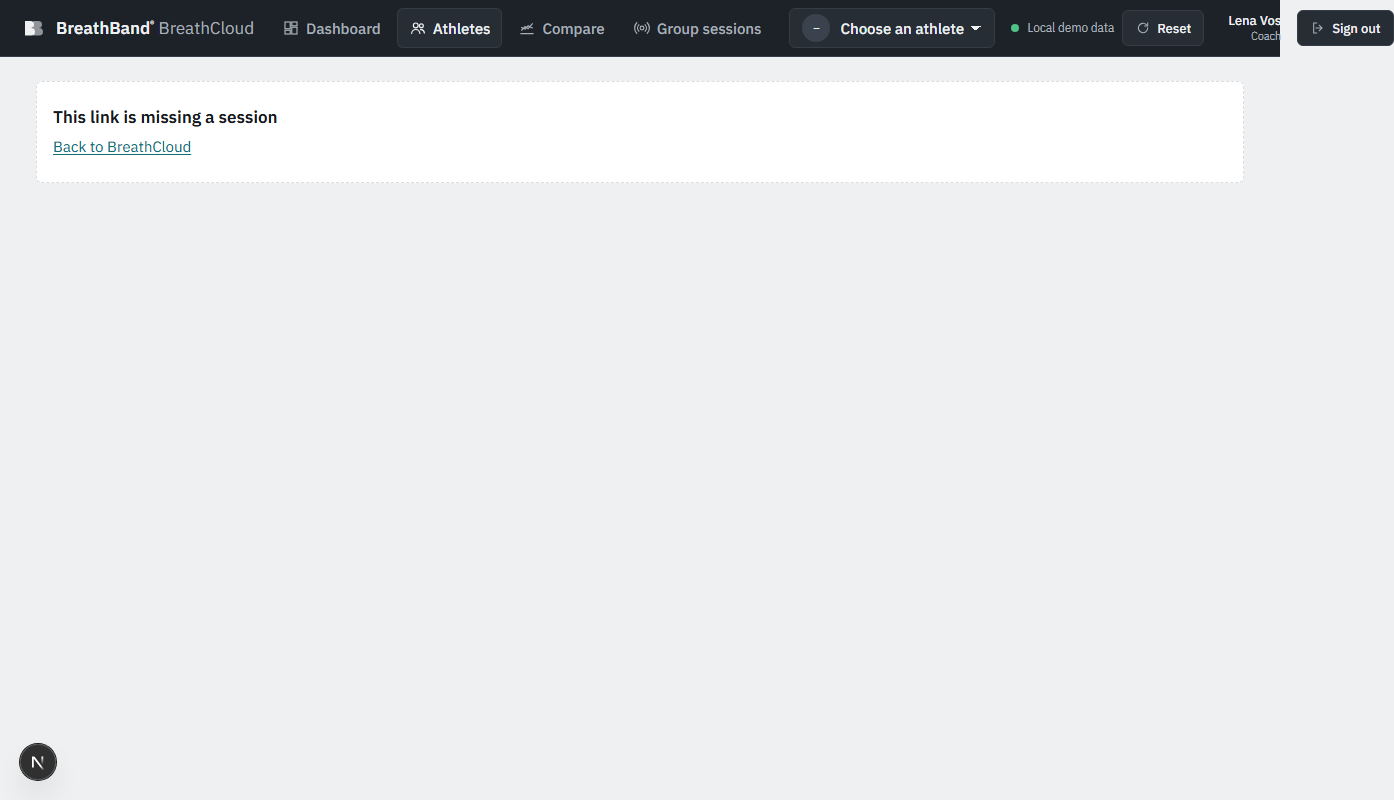 BreathBand® BreathCloud
Dashboard
Athletes
Compare
Group sessions
– Choose an athlete
Local demo data
Reset
Lena Vos
Coach
Sign out
This link is missing a session
Back to BreathCloud
N